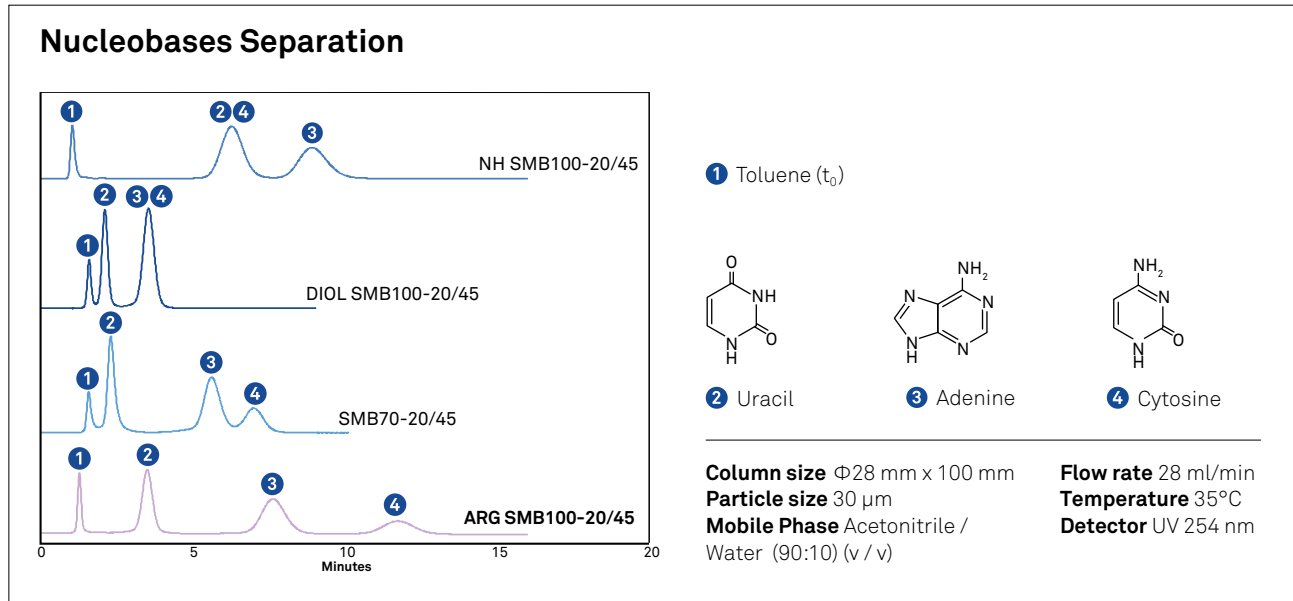 Nucleobases Separation
1
2 4
3
NH SMB100-20/45
1
2
3 4
DIOL SMB100-20/45
1
2
3
4
SMB70-20/45
1
2
3
4
ARG SMB100-20/45
0 5 10 15 20
Minutes
1 Toluene (t₀)
O
NH
N
H
O
NH₂
N
N
N
H
N
NH₂
N
N
H
O
2 Uracil
3 Adenine
4 Cytosine
Column size Φ28 mm x 100 mm
Particle size 30 µm
Mobile Phase Acetonitrile /
Water (90:10) (v / v)
Flow rate 28 ml/min
Temperature 35°C
Detector UV 254 nm